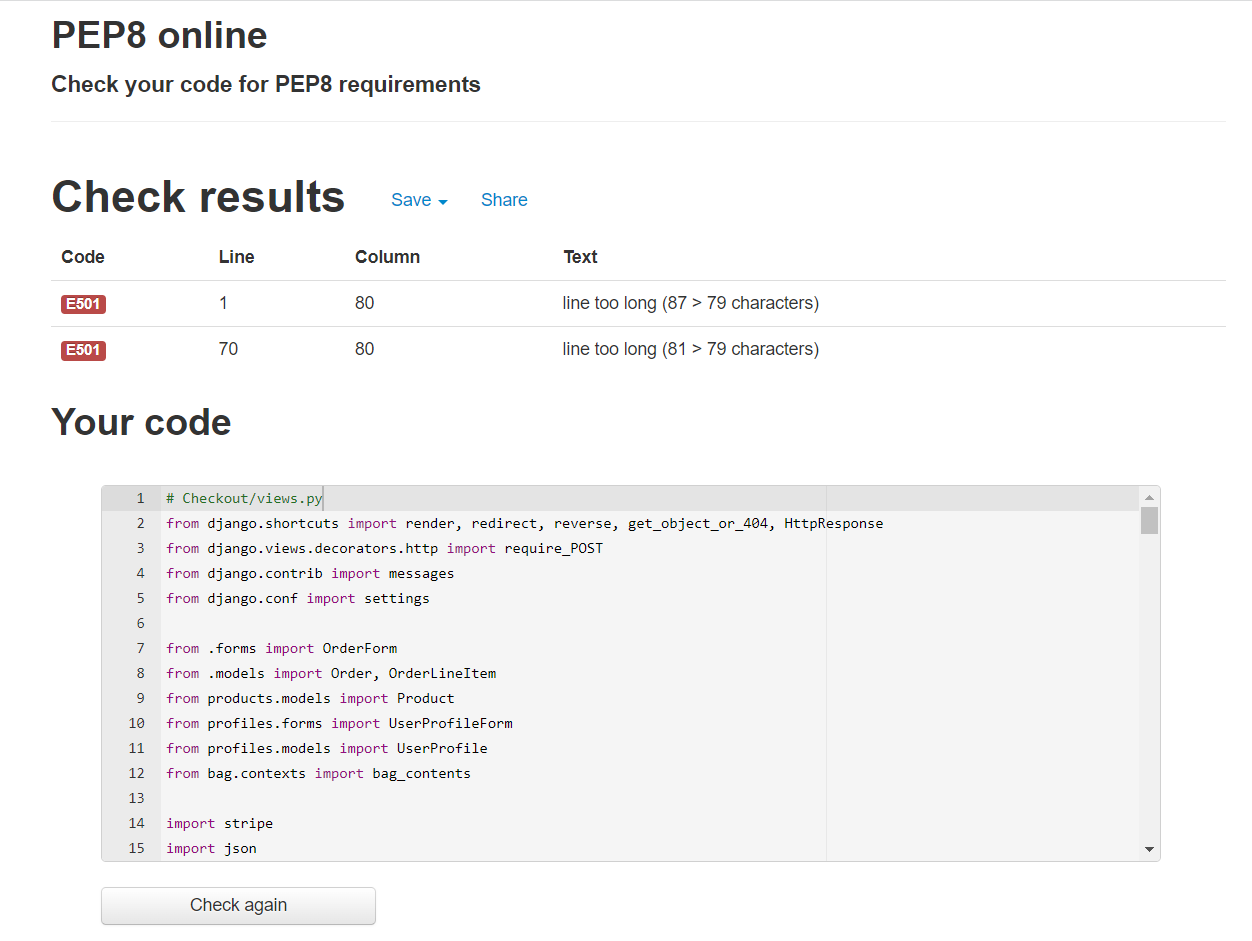 PEP8 online
Check your code for PEP8 requirements
Check results Save Share
Code Line Column Text
E501 1 80 line too long (87 > 79 characters)
E501 70 80 line too long (81 > 79 characters)
Your code
1 # Checkout/views.py
2 from django.shortcuts import render, redirect, reverse, get_object_or_404, HttpResponse
3 from django.views.decorators.http import require_POST
4 from django.contrib import messages
5 from django.conf import settings
6
7 from .forms import OrderForm
8 from .models import Order, OrderLineItem
9 from products.models import Product
10 from profiles.forms import UserProfileForm
11 from profiles.models import UserProfile
12 from bag.contexts import bag_contents
13
14 import stripe
15 import json
Check again